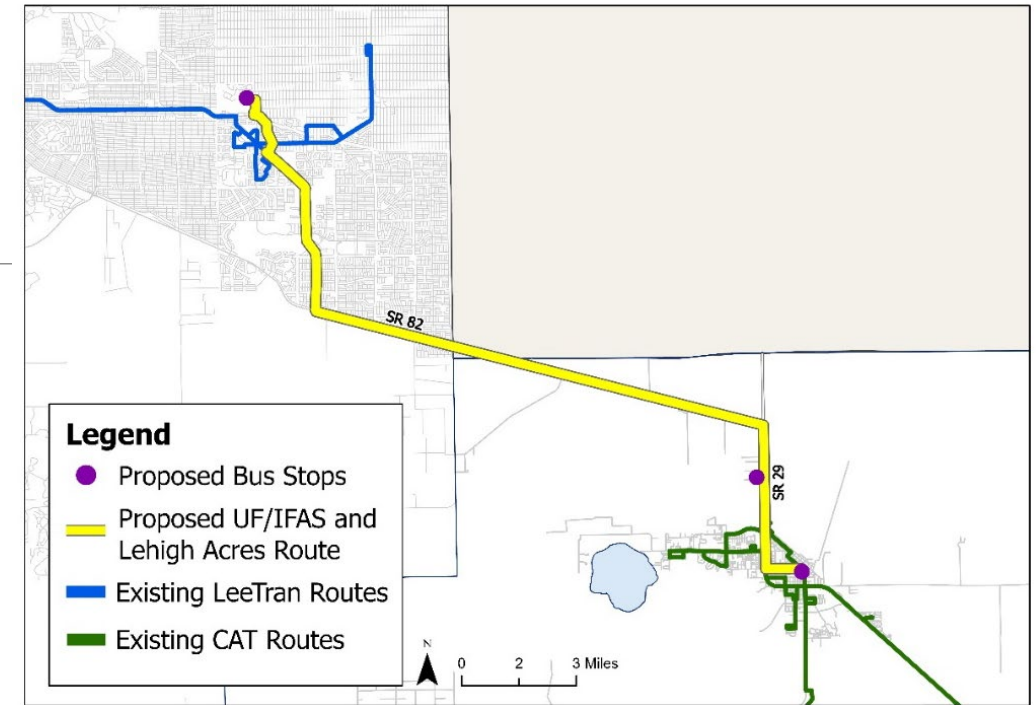 SR 82
SR 29
Legend
Proposed Bus Stops
Proposed UF/IFAS and
Lehigh Acres Route
Existing LeeTran Routes
Existing CAT Routes
N
0 2 3 Miles